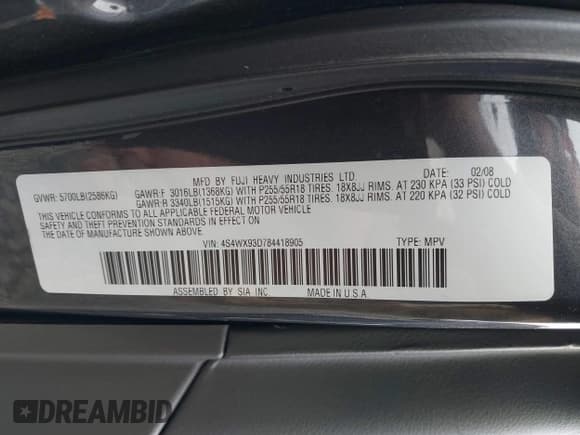 MFD BY FUJI HEAVY INDUSTRIES LTD. 02/08
GVWR: 5700LB(2586KG) GAWR:F 3016LB(1368KG) WITH P255/55R18 TIRES. 18X8JJ RIMS. AT 230 KPA (33 PSI) COLD
GAWR:R 3340LB(1515KG) WITH P255/55R18 TIRES. 18X8JJ RIMS. AT 220 KPA (32 PSI) COLD
THIS VEHICLE CONFORMS TO ALL APPLICABLE FEDERAL MOTOR VEHICLE
SAFETY AND THEFT PREVENTION STANDARDS IN EFFECT ON
THE DATE OF MANUFACTURE SHOWN ABOVE.
VIN: 4S4WX93D784418905 TYPE: MPV
ASSEMBLED BY SIA INC. MADE IN U.S.A
DREAMBID